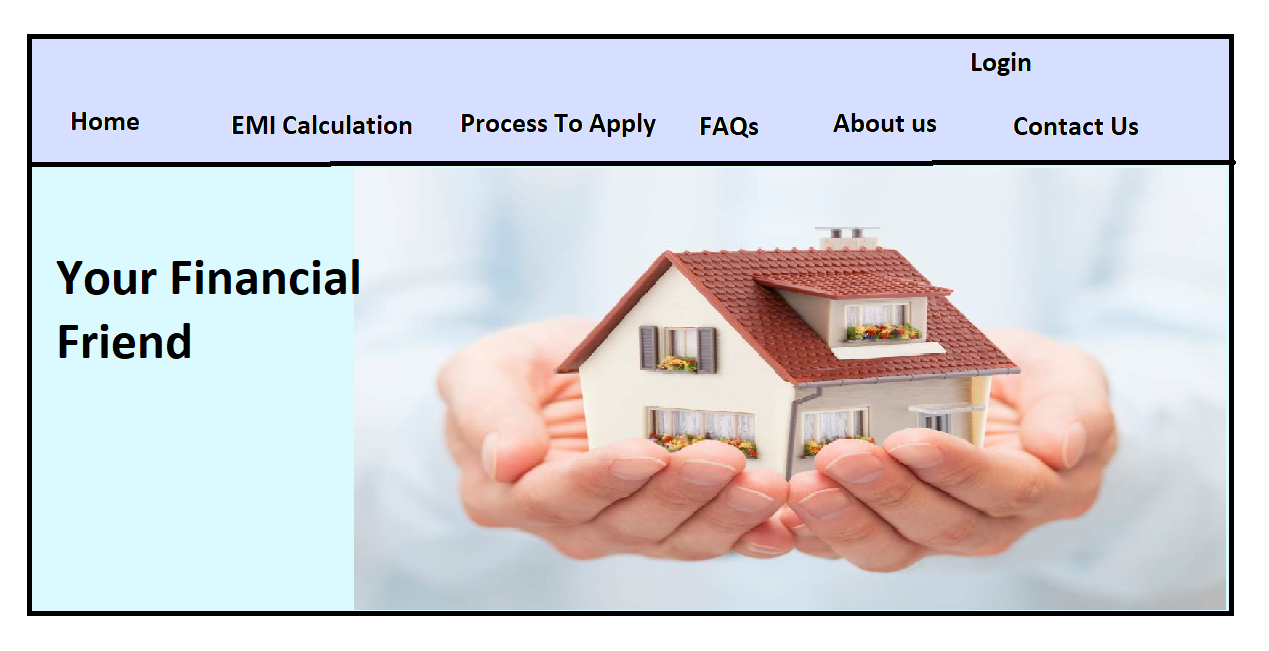 Login
Home EMI Calculation Process To Apply FAQs About us Contact Us
Your Financial
Friend